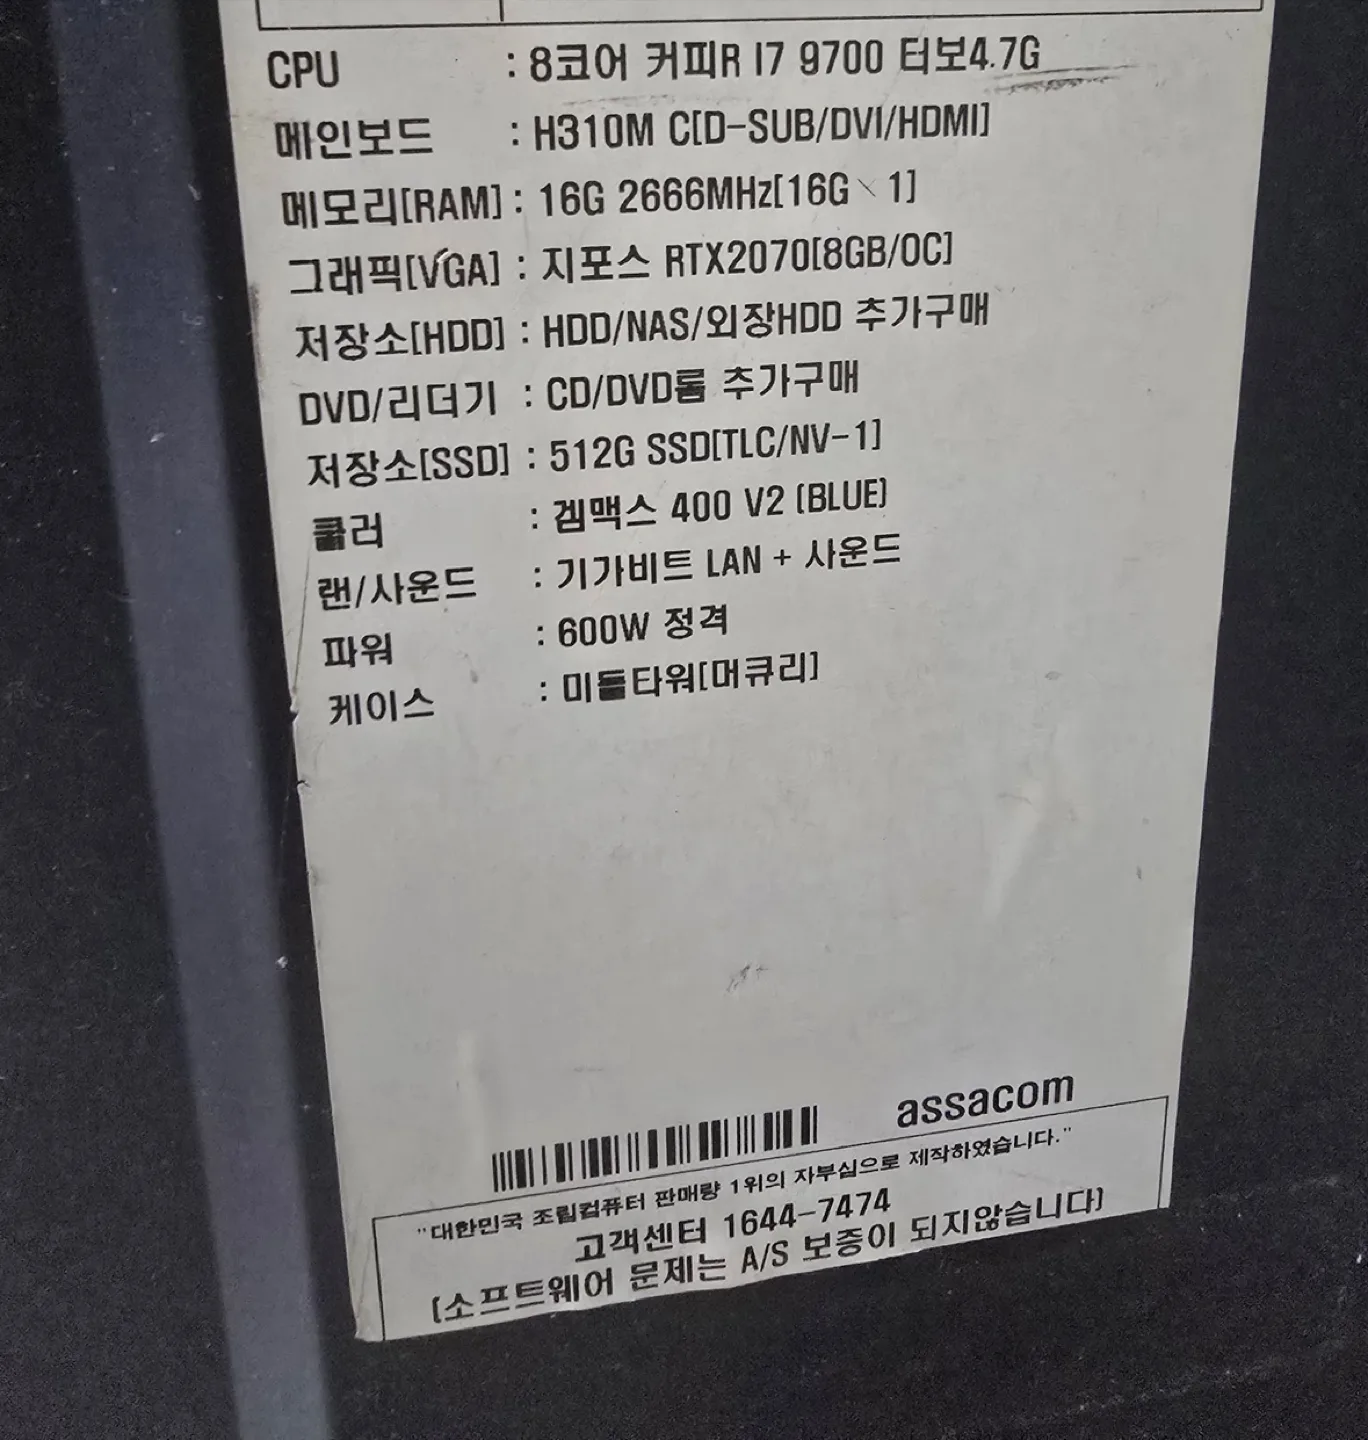 CPU : 8코어 커피R I7 9700 터보4.7G
메인보드 : H310M C[D-SUB/DVI/HDMI]
메모리[RAM] : 16G 2666MHz[16G × 1]
그래픽[VGA] : 지포스 RTX2070[8GB/OC]
저장소[HDD] : HDD/NAS/외장HDD 추가구매
DVD/리더기 : CD/DVD롬 추가구매
저장소[SSD] : 512G SSD[TLC/NV-1]
쿨러 : 겜맥스 400 V2 (BLUE)
랜/사운드 : 기가비트 LAN + 사운드
파워 : 600W 정격
케이스 : 미들타워[머큐리]
assacom
"대한민국 조립컴퓨터 판매량 1위의 자부심으로 제작하였습니다."
고객센터 1644-7474
[소프트웨어 문제는 A/S 보증이 되지않습니다]